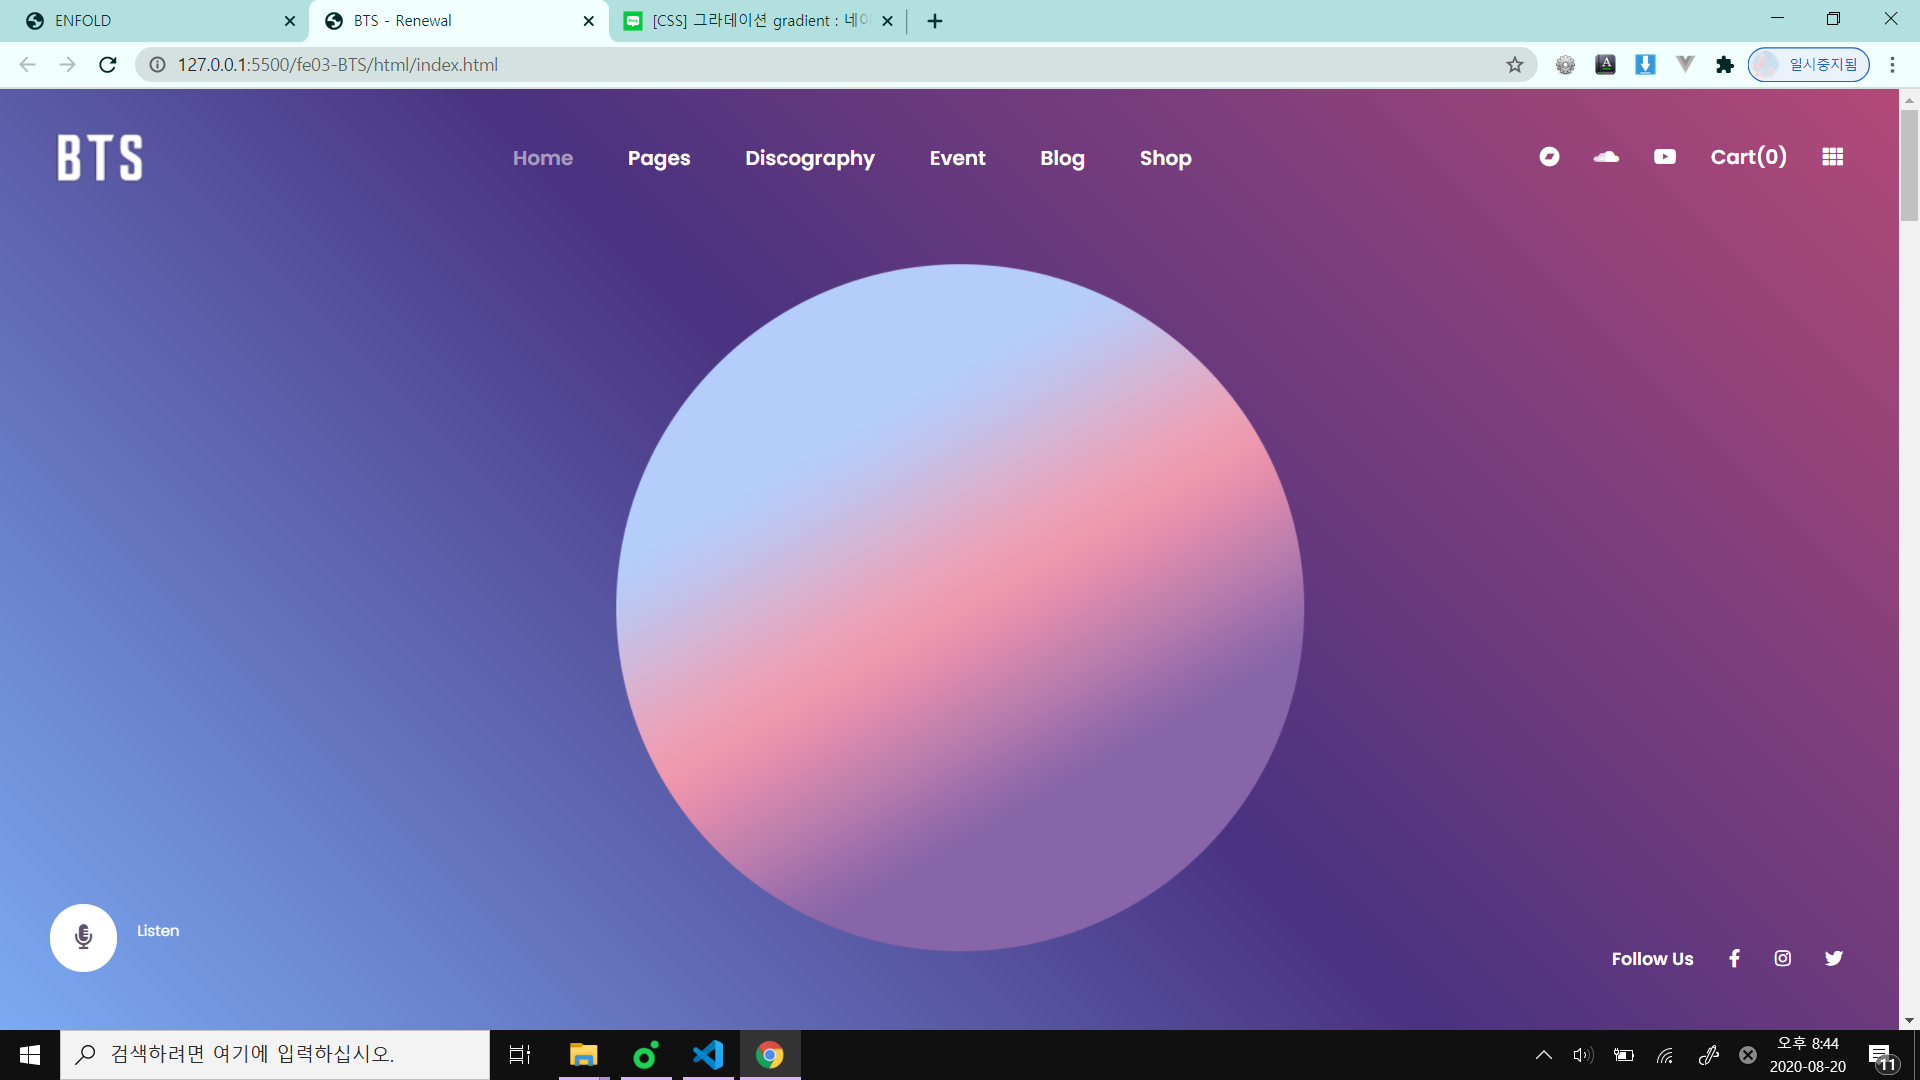 ENFOLD
BTS - Renewal
[CSS] 그라데이션 gradient : 네이
127.0.0.1:5500/fe03-BTS/html/index.html
일시중지됨
BTS
Home
Pages
Discography
Event
Blog
Shop
Cart(0)
Listen
Follow Us
검색하려면 여기에 입력하십시오.
오후 8:44
2020-08-20
11